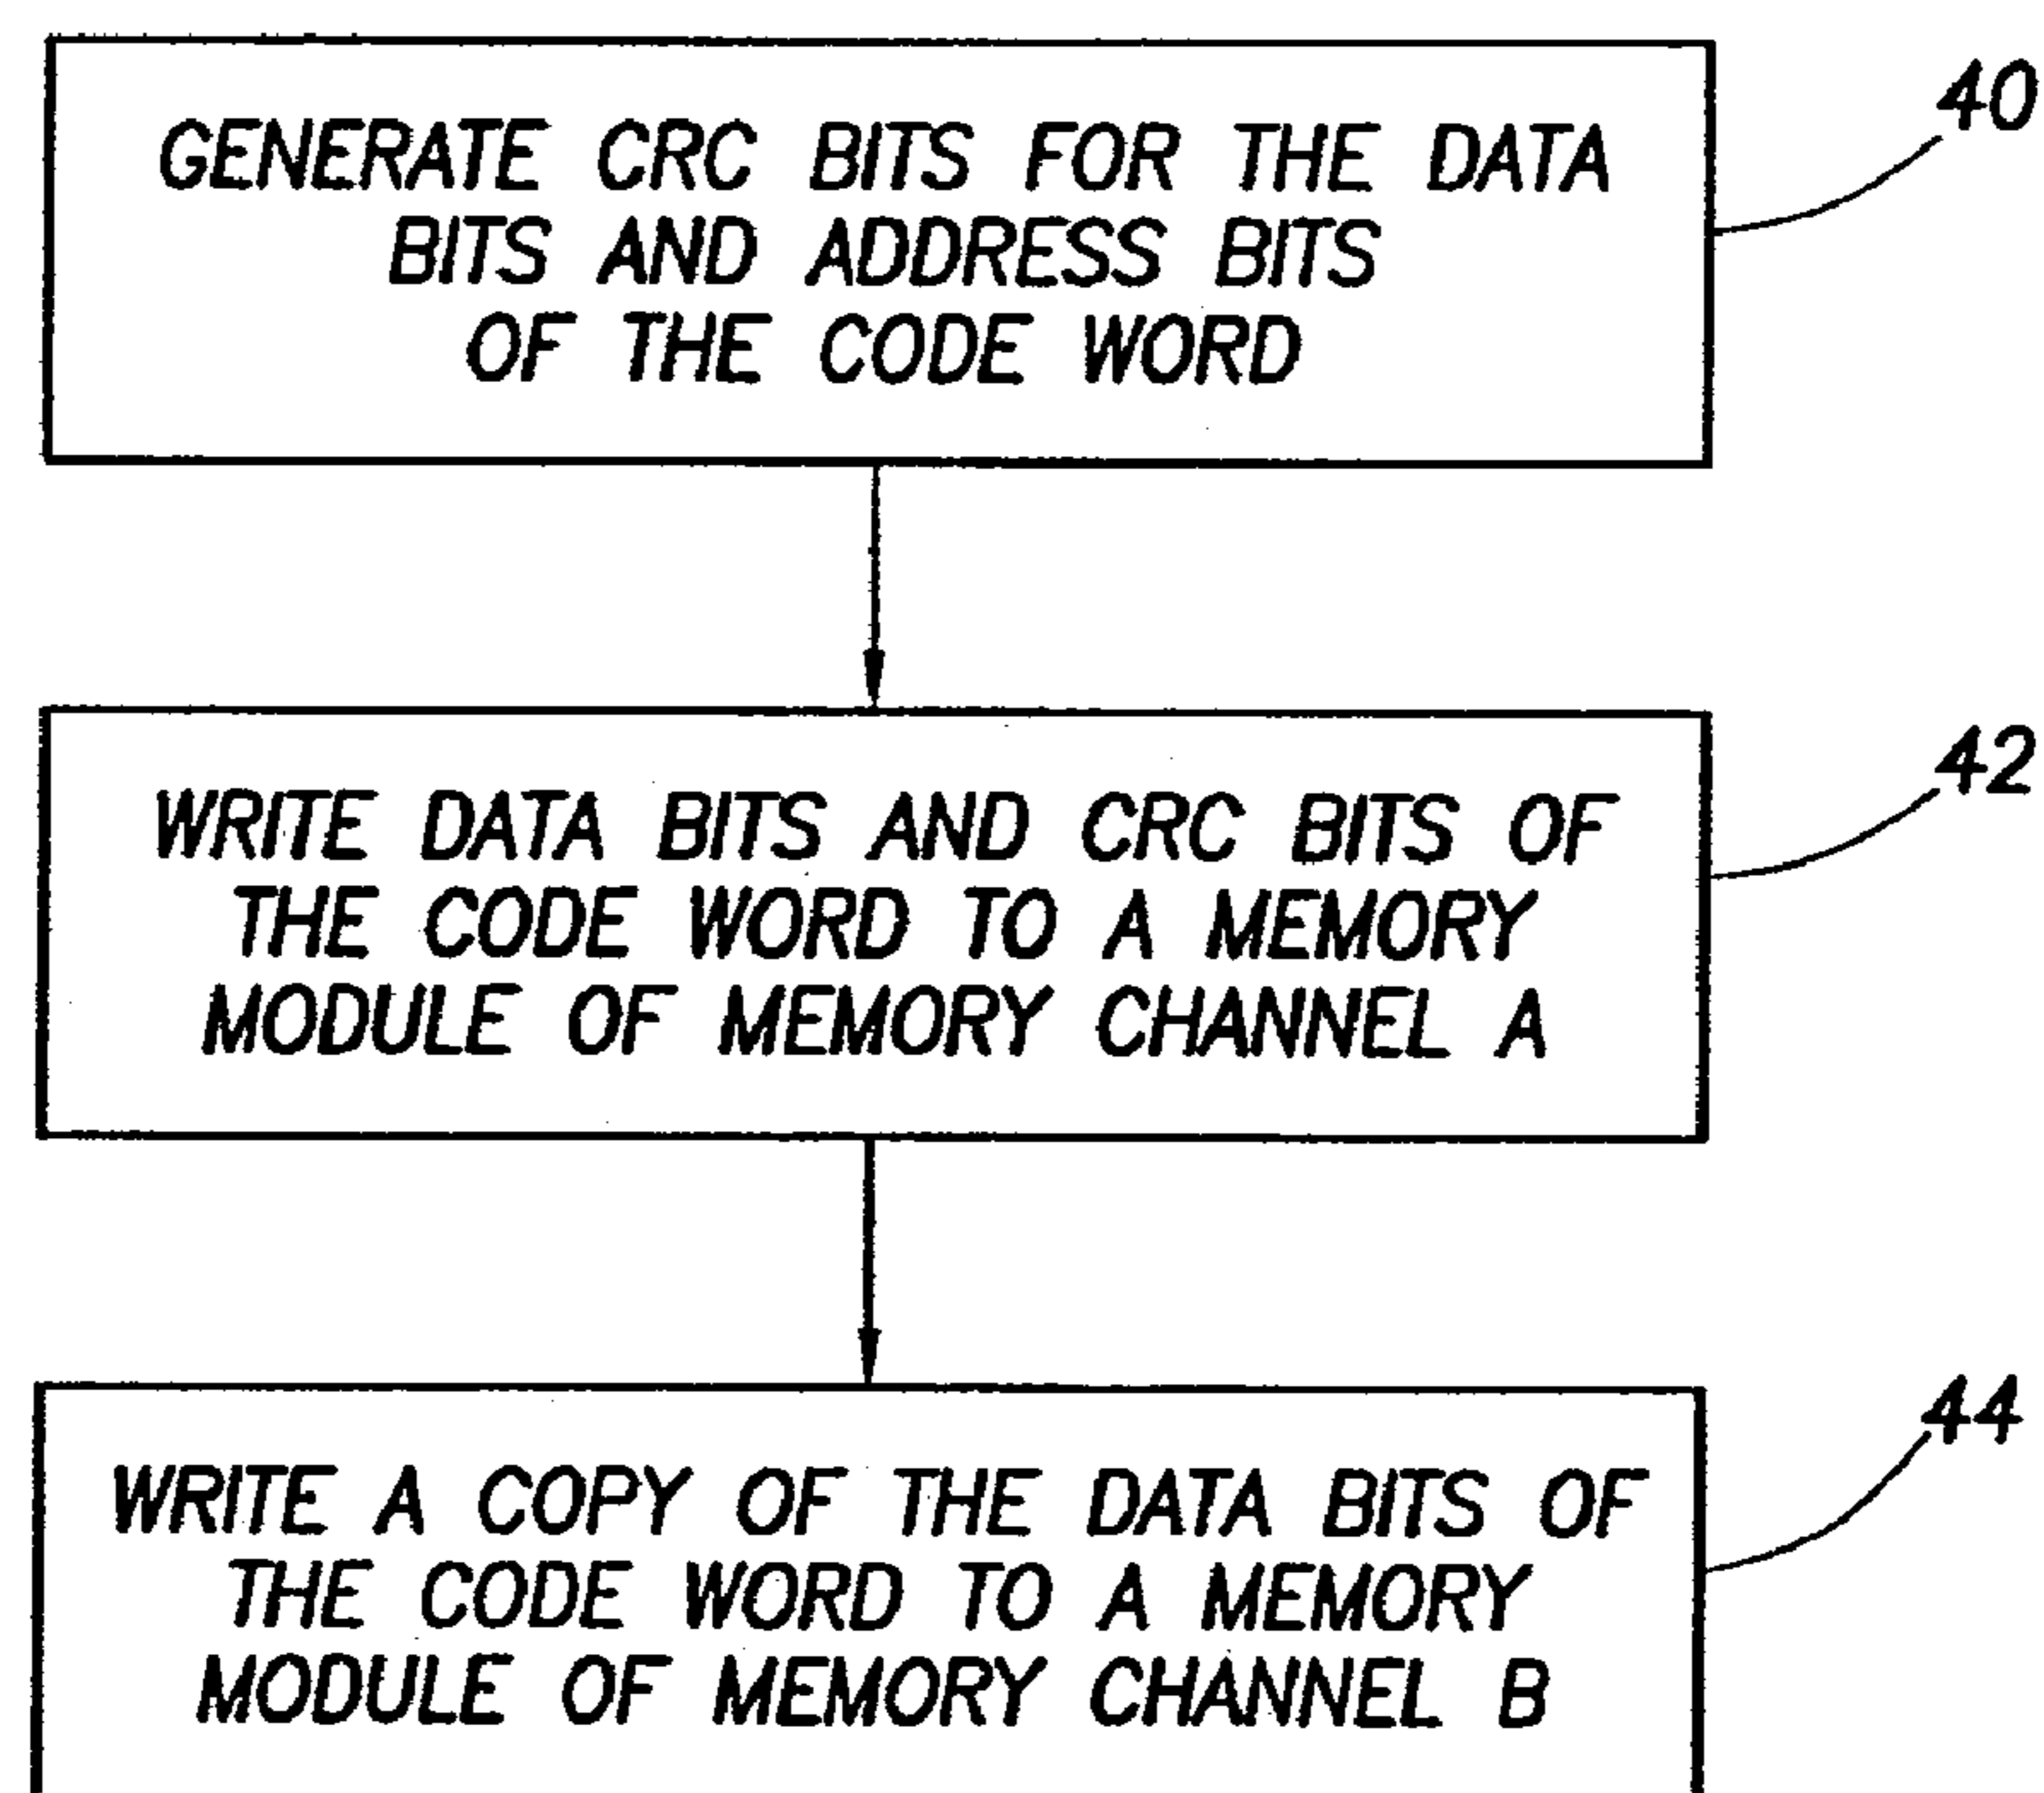 GENERATE CRC BITS FOR THE DATA
BITS AND ADDRESS BITS
OF THE CODE WORD
40
WRITE DATA BITS AND CRC BITS OF
THE CODE WORD TO A MEMORY
MODULE OF MEMORY CHANNEL A
42
WRITE A COPY OF THE DATA BITS OF
THE CODE WORD TO A MEMORY
MODULE OF MEMORY CHANNEL B
44